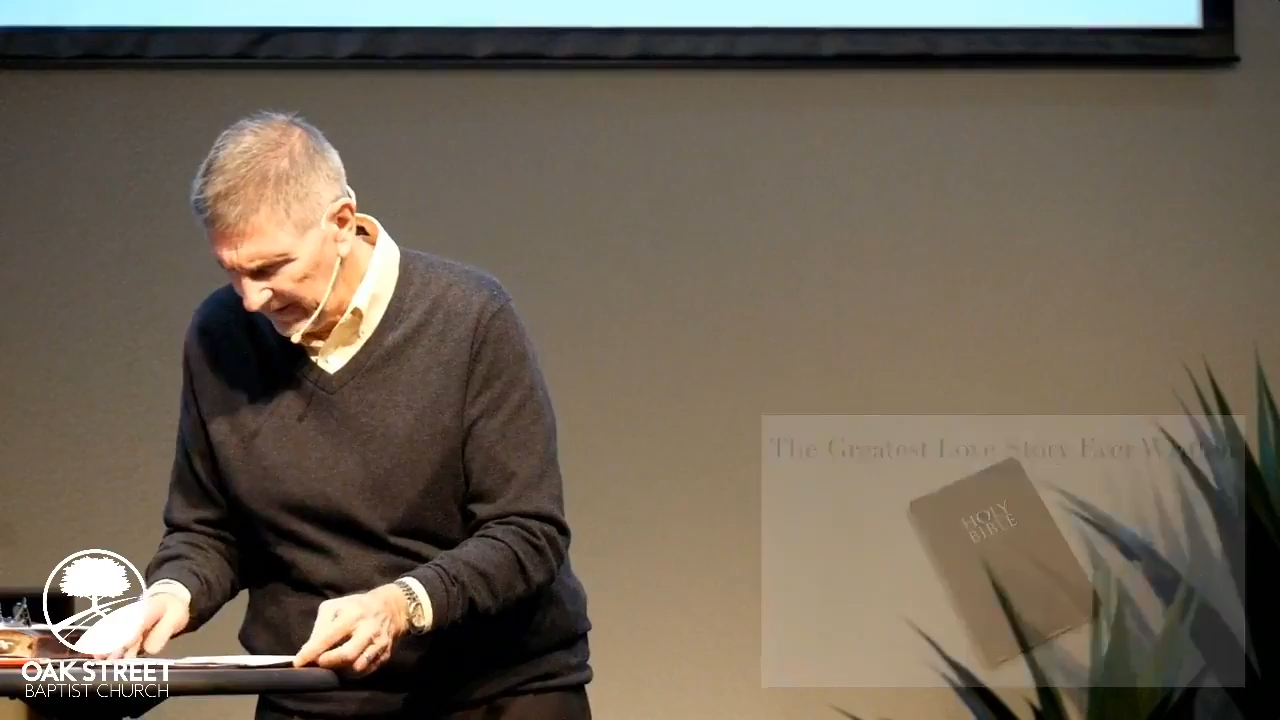 The Greatest Love Story Ever Written
HOLY
BIBLE
OAK STREET
BAPTIST CHURCH